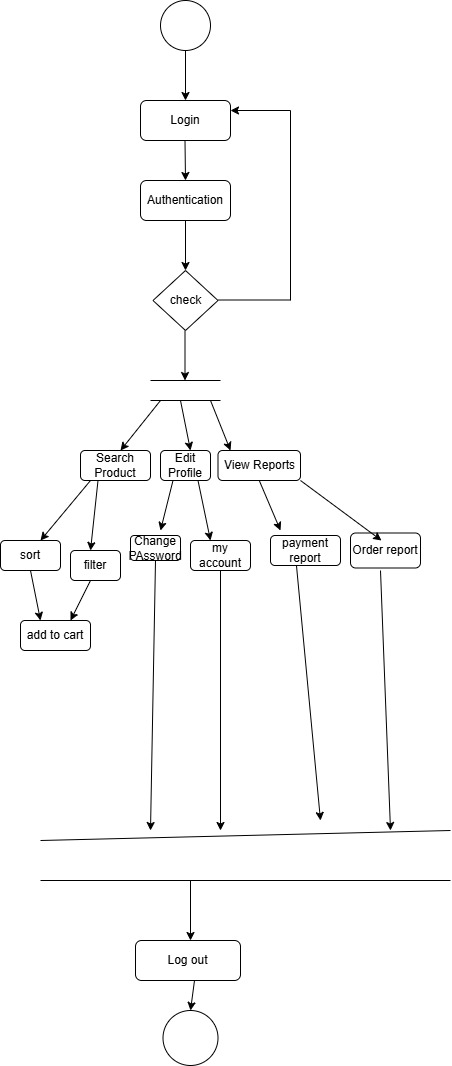 Login
Authentication
check
Search
Product
Edit
Profile
View Reports
sort
filter
Change
PAssword
my
account
payment
report
Order report
add to cart
Log out